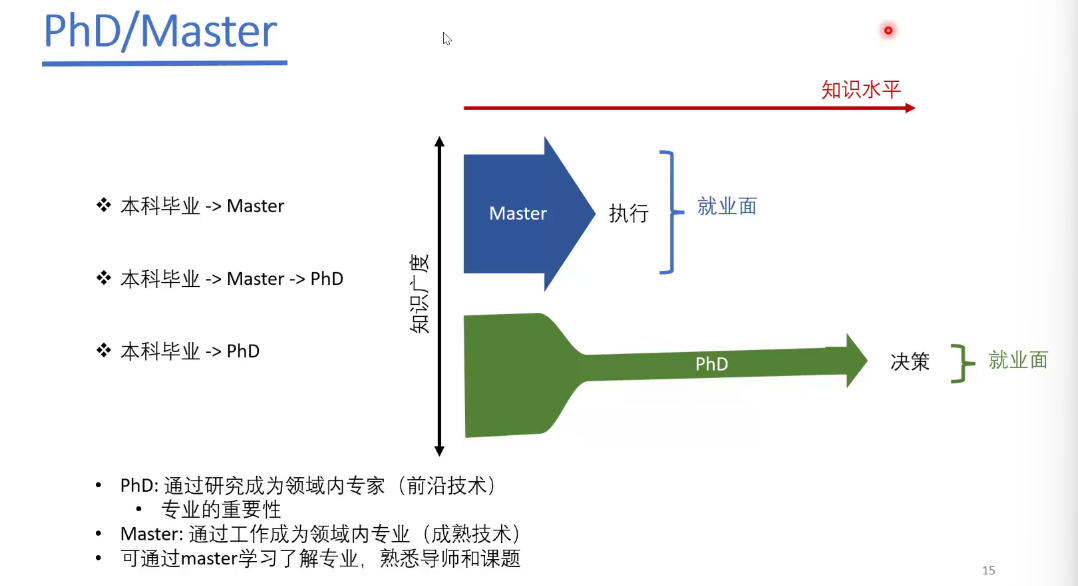 PhD/Master
知识水平
❖ 本科毕业 -> Master
❖ 本科毕业 -> Master -> PhD
❖ 本科毕业 -> PhD
知识广度
Master
执行
就业面
PhD
决策
就业面
• PhD: 通过研究成为领域内专家（前沿技术）
• 专业的重要性
• Master: 通过工作成为领域内专业（成熟技术）
• 可通过master学习了解专业，熟悉导师和课题
15